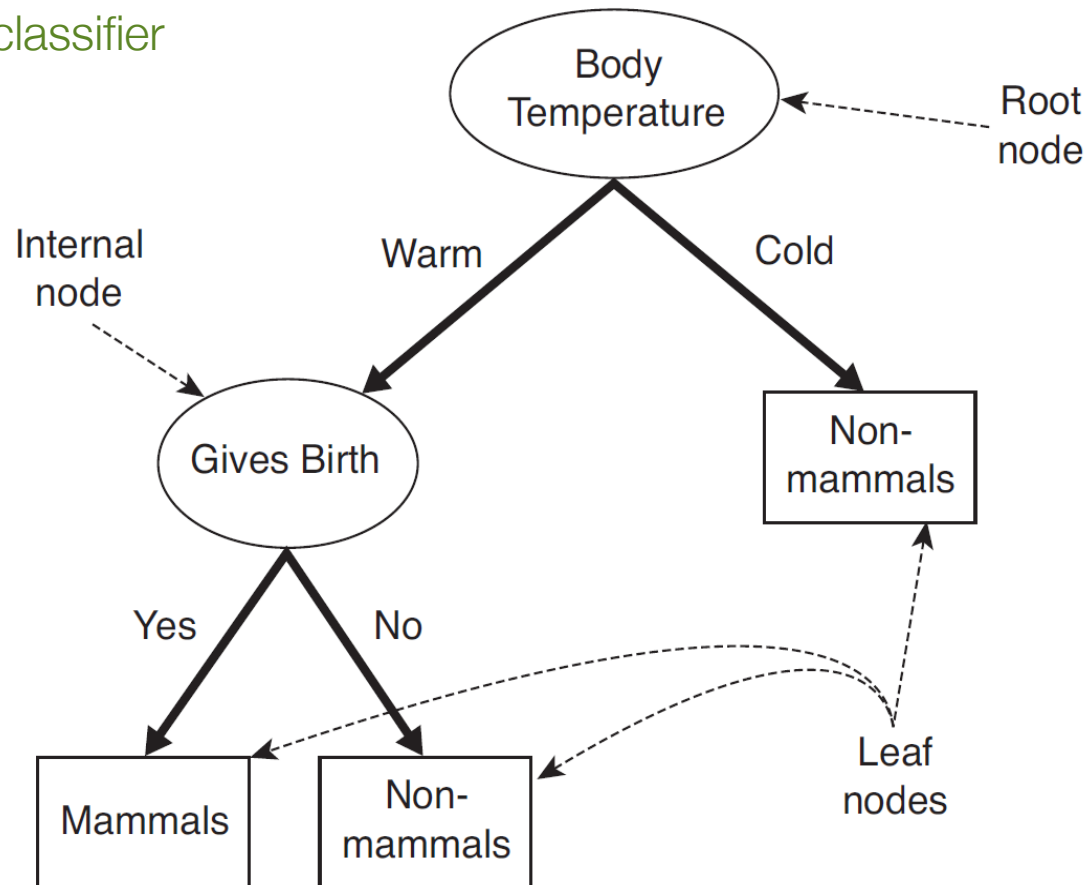 classifier
Body
Temperature
Root
node
Internal
node
Warm
Cold
Gives Birth
Non-
mammals
Yes
No
Leaf
nodes
Mammals
Non-
mammals